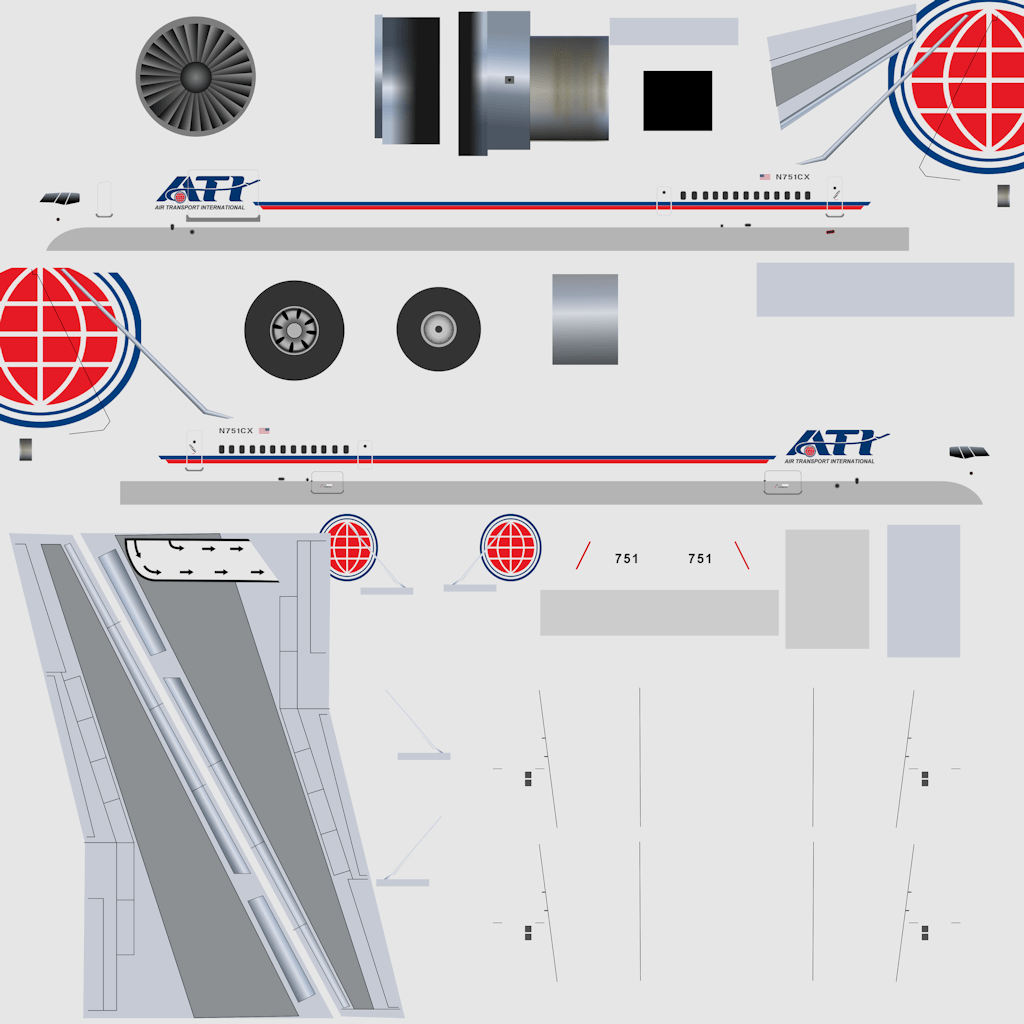 N751CX
ATI
AIR TRANSPORT INTERNATIONAL
N751CX
ATI
AIR TRANSPORT INTERNATIONAL
751
751